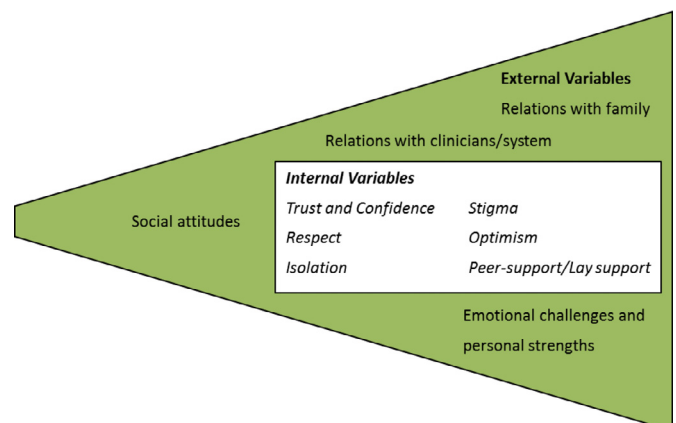 External Variables
Relations with family
Relations with clinicians/system
Internal Variables
Trust and Confidence Stigma
Social attitudes
Respect Optimism
Isolation Peer-support/Lay support
Emotional challenges and
personal strengths